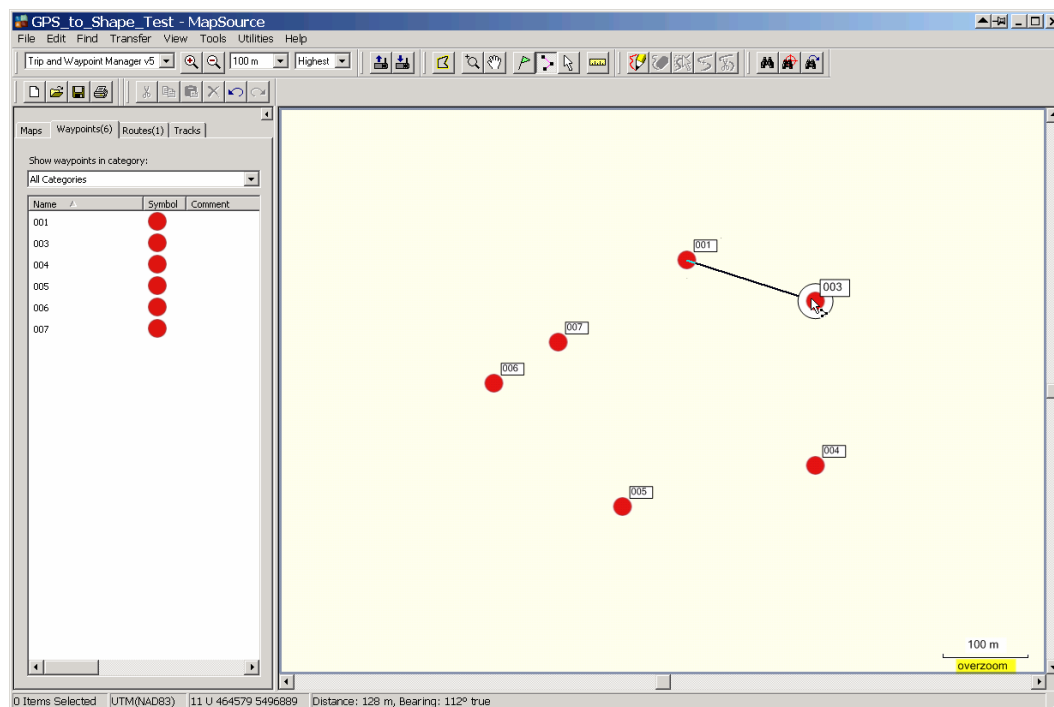 GPS_to_Shape_Test - MapSource
File Edit Find Transfer View Tools Utilities Help
Trip and Waypoint Manager v5 100 m Highest
Maps Waypoints(6) Routes(1) Tracks
Show waypoints in category:
All Categories
Name Symbol Comment
001
003
004
005
006
007
001
003
007
006
004
005
100 m
overzoom
0 Items Selected UTM(NAD83) 11 U 464579 5496889 Distance: 128 m, Bearing: 112° true